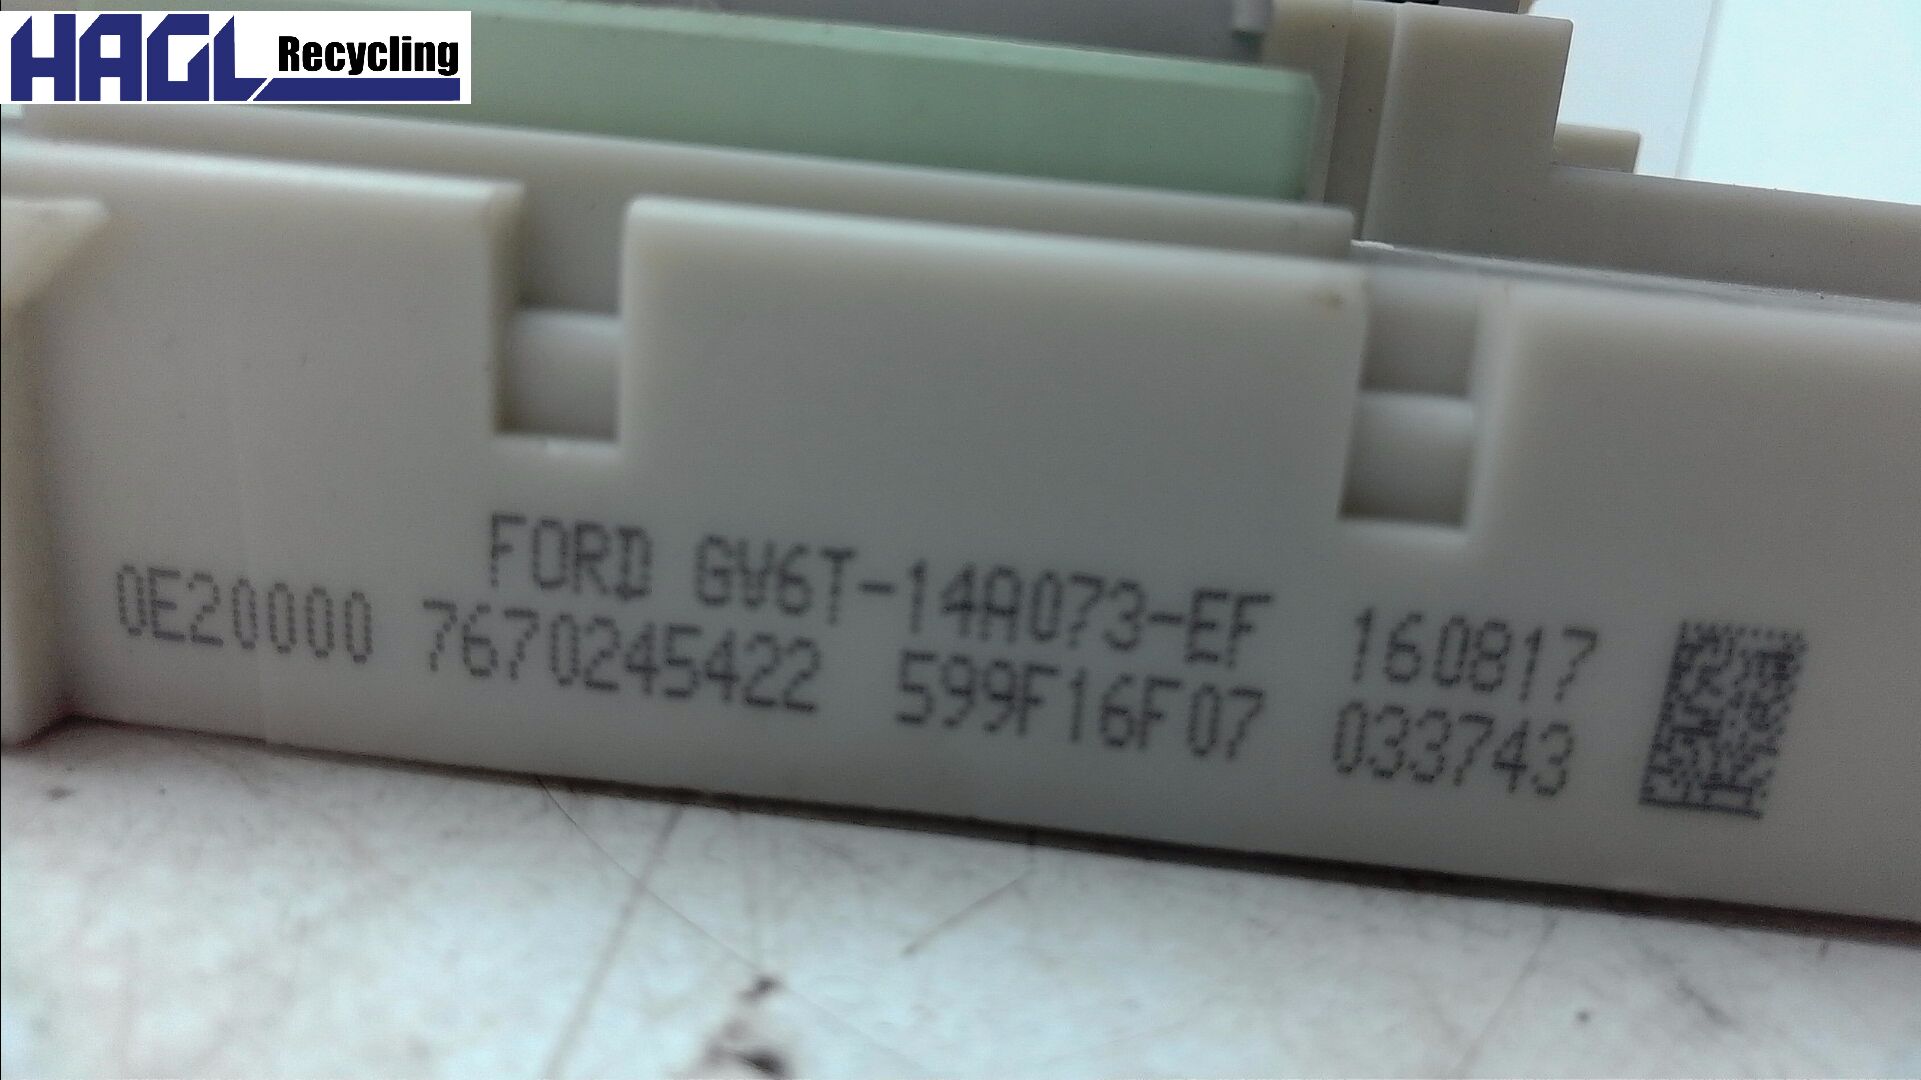 HAGL Recycling
FORD GV6T-14A073-EF 160817
0E20000 7670245422 599F16F07 033743